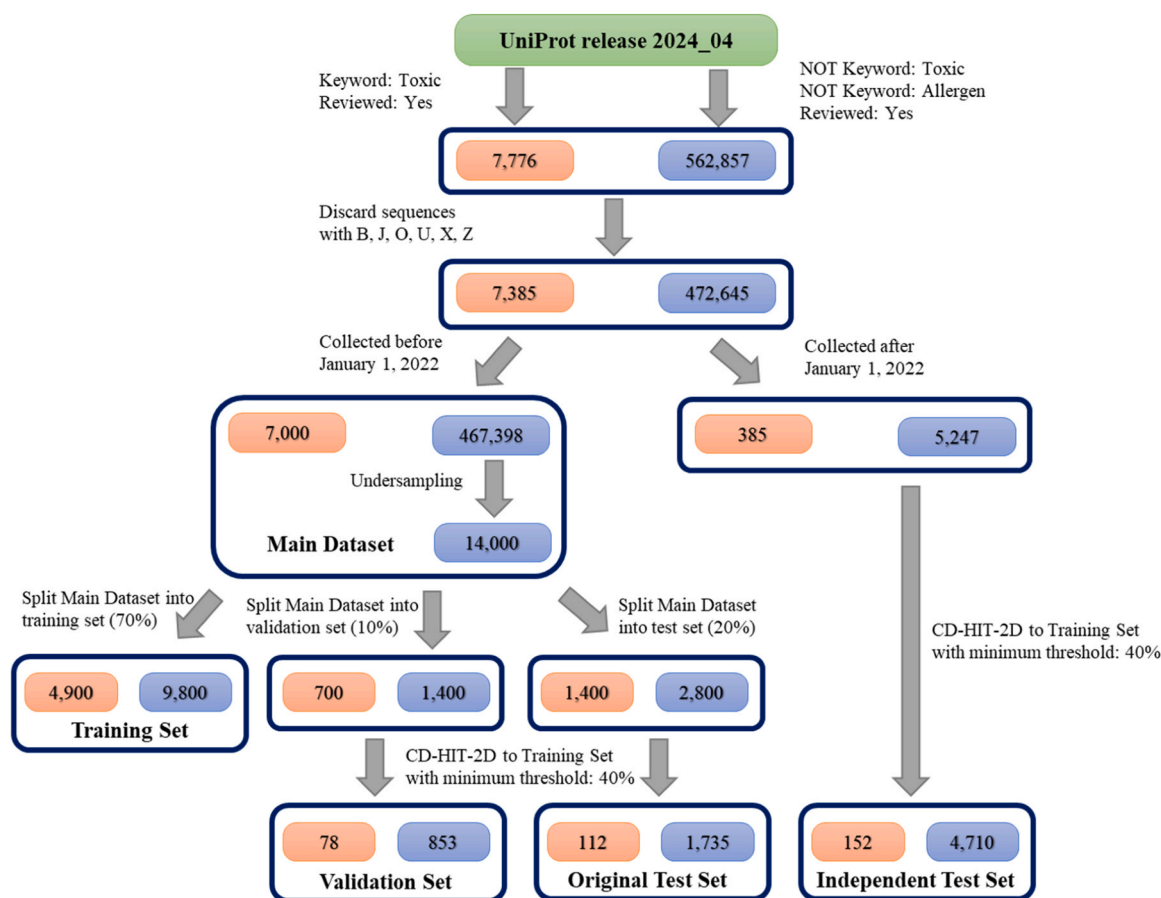 UniProt release 2024_04
Keyword: Toxic
Reviewed: Yes
NOT Keyword: Toxic
NOT Keyword: Allergen
Reviewed: Yes
7,776
562,857
Discard sequences
with B, J, O, U, X, Z
7,385
472,645
Collected before
January 1, 2022
Collected after
January 1, 2022
7,000
467,398
385
5,247
Undersampling
14,000
Main Dataset
Split Main Dataset into
training set (70%)
Split Main Dataset into
validation set (10%)
Split Main Dataset
into test set (20%)
CD-HIT-2D to Training Set
with minimum threshold: 40%
4,900
9,800
Training Set
700
1,400
1,400
2,800
CD-HIT-2D to Training Set
with minimum threshold: 40%
78
853
Validation Set
112
1,735
Original Test Set
152
4,710
Independent Test Set